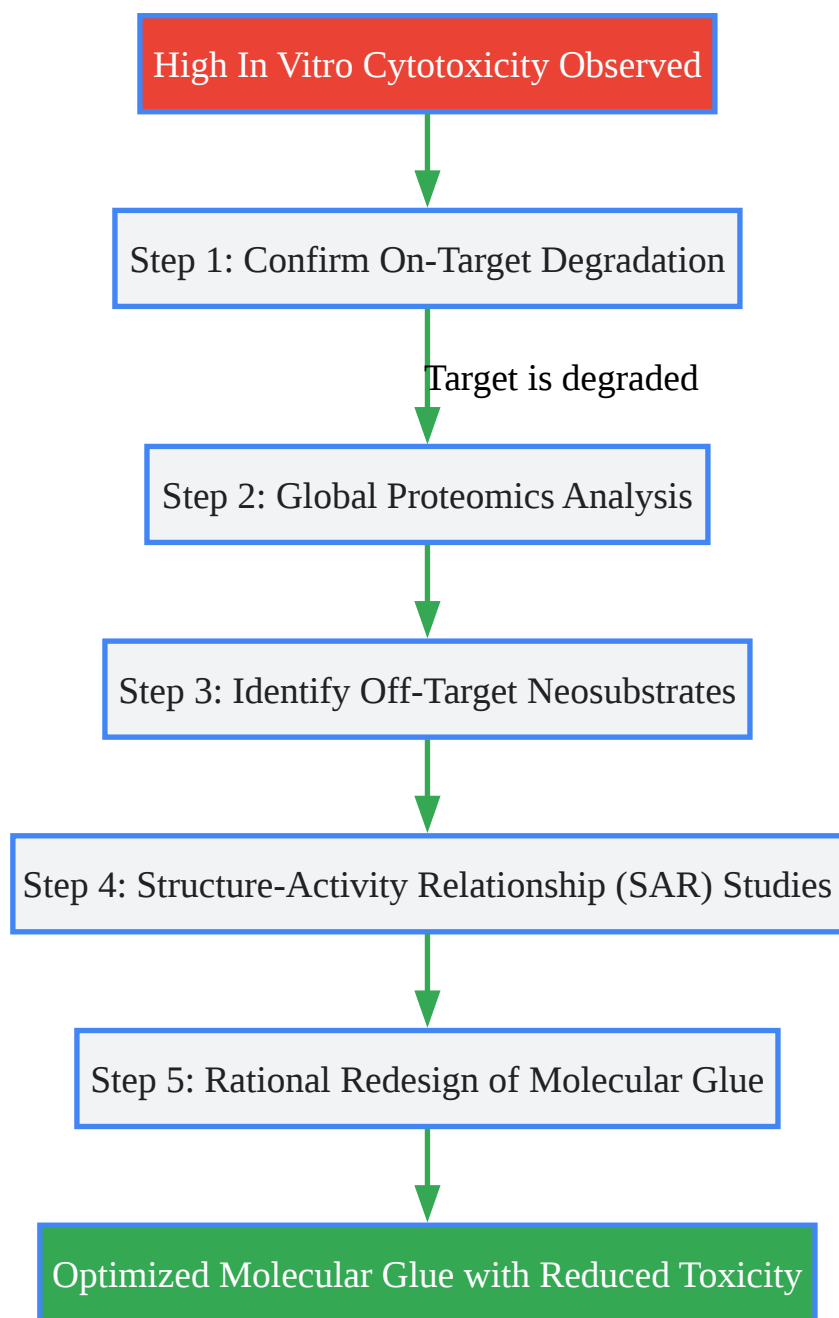 High In Vitro Cytotoxicity Observed
Step 1: Confirm On-Target Degradation
Target is degraded
Step 2: Global Proteomics Analysis
Step 3: Identify Off-Target Neosubstrates
Step 4: Structure-Activity Relationship (SAR) Studies
Step 5: Rational Redesign of Molecular Glue
Optimized Molecular Glue with Reduced Toxicity